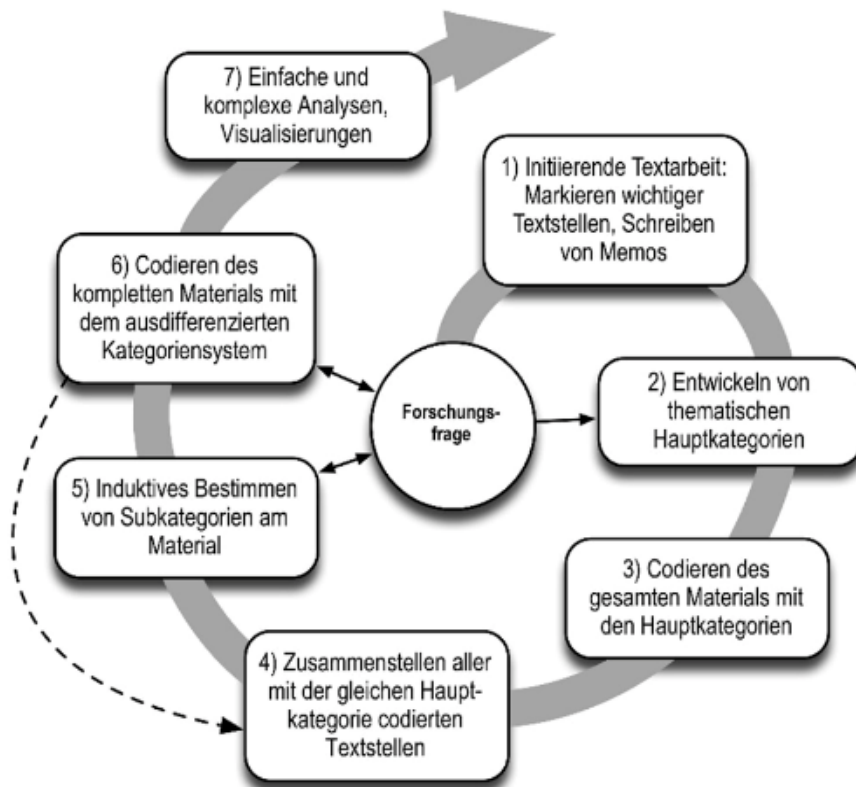 7) Einfache und
komplexe Analysen,
Visualisierungen
1) Initiierende Textarbeit:
Markieren wichtiger
Textstellen, Schreiben
von Memos
6) Codieren des
kompletten Materials mit
dem ausdifferenzierten
Kategoriensystem
Forschungs-
frage
2) Entwickeln von
thematischen
Hauptkategorien
5) Induktives Bestimmen
von Subkategorien am
Material
3) Codieren des
gesamten Materials mit
den Hauptkategorien
4) Zusammenstellen aller
mit der gleichen Haupt-
kategorie codierten
Textstellen